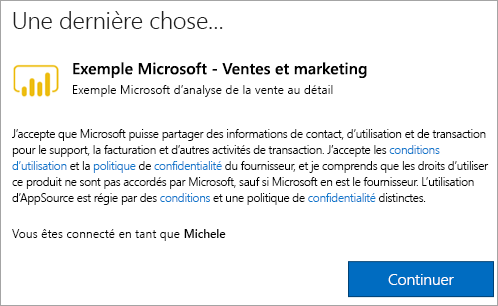 Une dernière chose...
Exemple Microsoft - Ventes et marketing
Exemple Microsoft d'analyse de la vente au détail
J'accepte que Microsoft puisse partager des informations de contact, d'utilisation et de transaction
pour le support, la facturation et d'autres activités de transaction. J'accepte les conditions
d'utilisation et la politique de confidentialité du fournisseur, et je comprends que les droits d'utiliser
ce produit ne sont pas accordés par Microsoft, sauf si Microsoft en est le fournisseur. L'utilisation
d'AppSource est régie par des conditions et une politique de confidentialité distinctes.
Vous êtes connecté en tant que Michele
Continuer